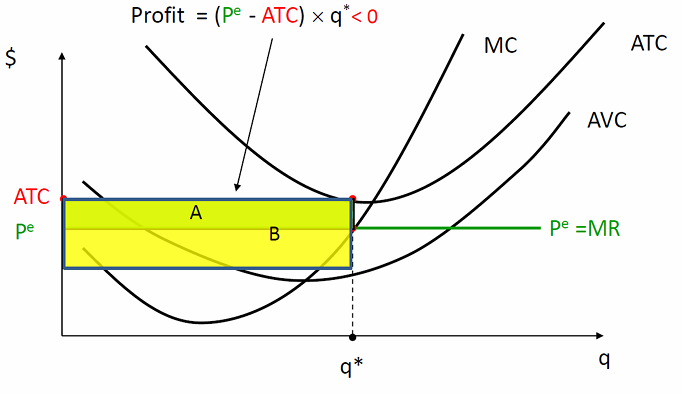 Profit = (Pᵉ - ATC) × q*< 0
$
MC
ATC
AVC
ATC
A
Pᵉ
B
Pᵉ =MR
q*
q